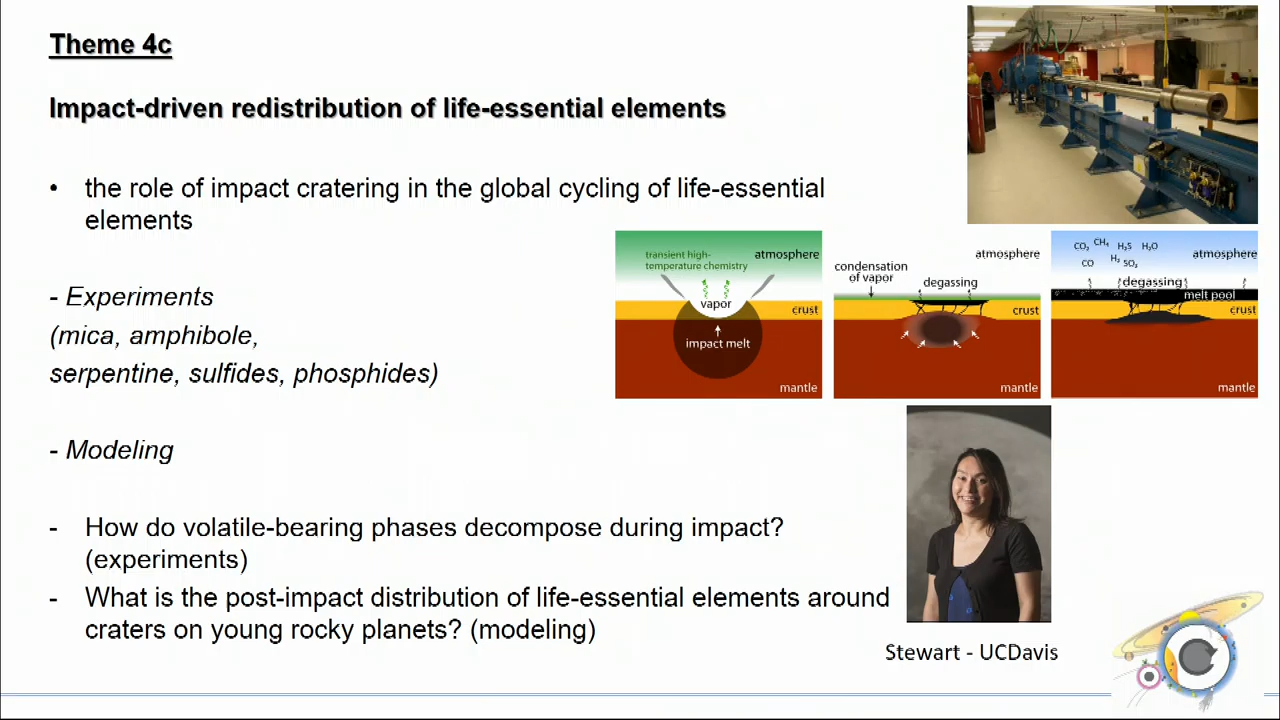 Theme 4c
Impact-driven redistribution of life-essential elements
• the role of impact cratering in the global cycling of life-essential
elements
- Experiments
(mica, amphibole,
serpentine, sulfides, phosphides)
- Modeling
- How do volatile-bearing phases decompose during impact?
(experiments)
- What is the post-impact distribution of life-essential elements around
craters on young rocky planets? (modeling)
transient high-
temperature chemistry
atmosphere
vapor
crust
impact melt
mantle
atmosphere
condensation
of vapor
degassing
crust
mantle
CO₂ CH₄ H₂S H₂O
CO H₂ SO₂
atmosphere
degassing
melt pool
crust
mantle
Stewart - UCDavis